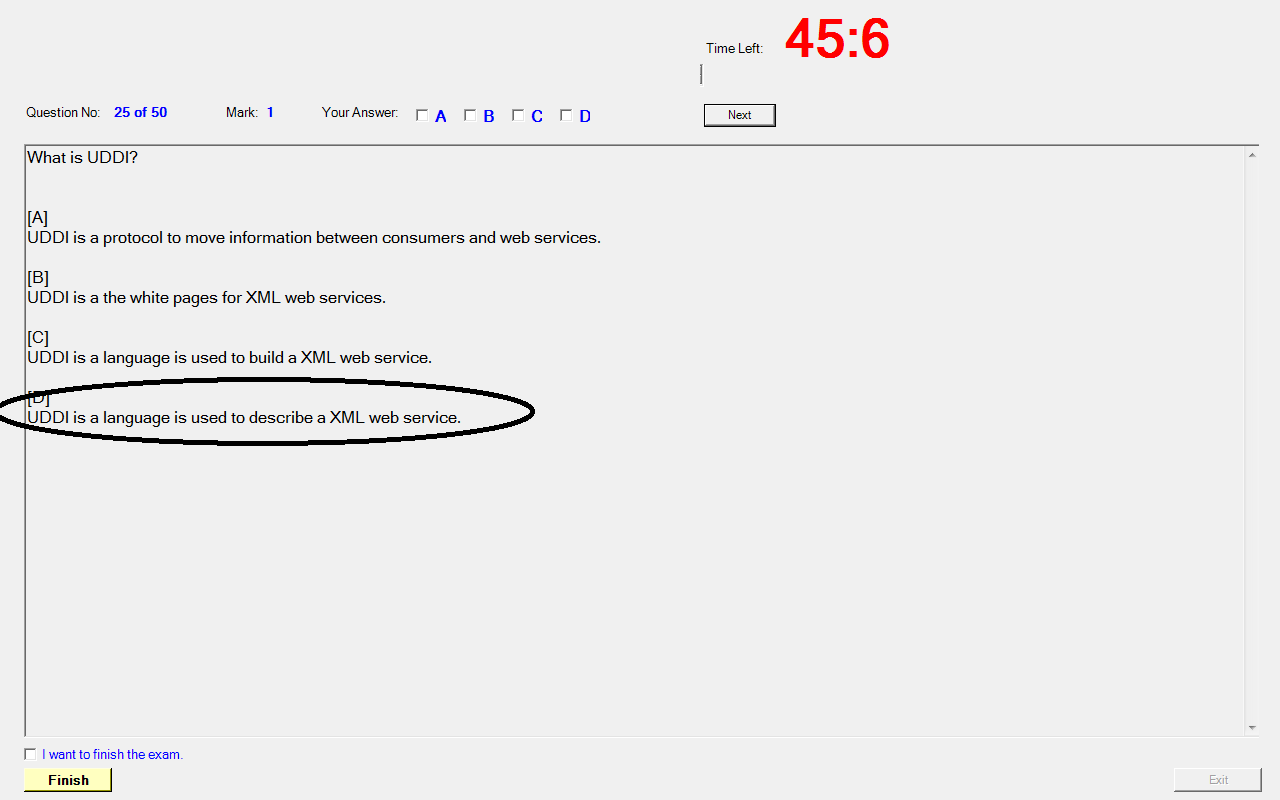 Time Left: 45:6
Question No: 25 of 50 Mark: 1 Your Answer: A B C D Next
What is UDDI?
[A]
UDDI is a protocol to move information between consumers and web services.
[B]
UDDI is a the white pages for XML web services.
[C]
UDDI is a language is used to build a XML web service.
[D]
UDDI is a language is used to describe a XML web service.
I want to finish the exam.
Finish Exit